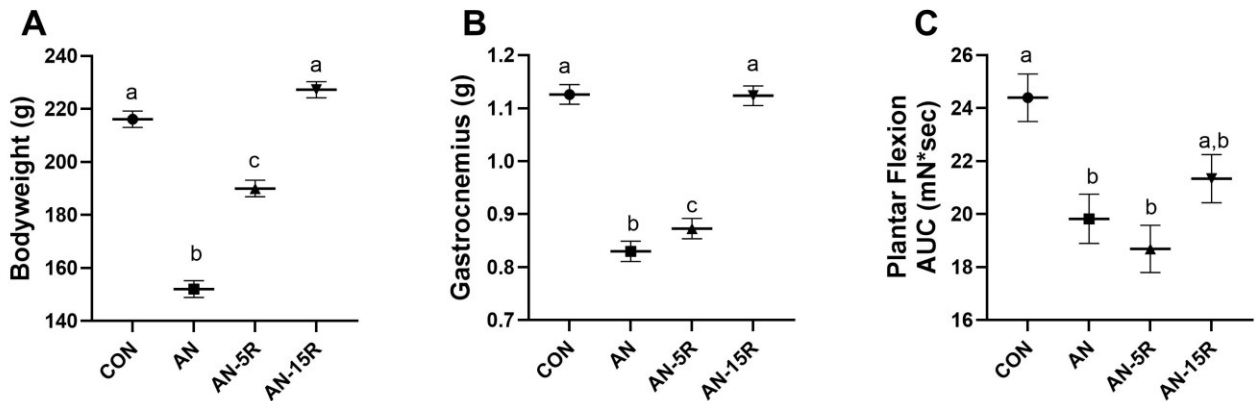 A
Bodyweight (g)
240
220
200
180
160
140
a
b
c
a
CON
AN
AN-5R
AN-15R
B
Gastrocnemius (g)
1.2
1.1
1.0
0.9
0.8
0.7
a
b
c
a
CON
AN
AN-5R
AN-15R
C
Plantar Flexion
AUC (mN*sec)
26
24
22
20
18
16
a
b
b
a,b
CON
AN
AN-5R
AN-15R